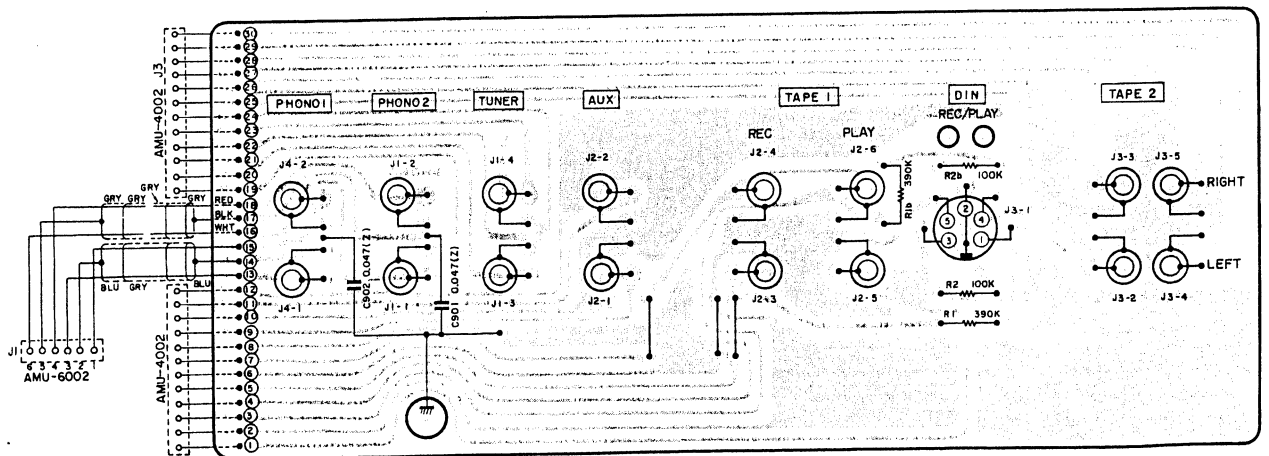 AMU-4002 J3
30
29
28
27
26
25
24
23
22
21
20
19
18
17
16
15
14
13
12
11
10
9
8
7
6
5
4
3
2
1
GRY
GRY GRY GRY RED
BLK
WHT
BLU GRY BLU
J1
6 5 4 3 2 1
AMU-6002
AMU-4002
PHONO1 PHONO2 TUNER AUX TAPE 1 DIN TAPE 2
REC/PLAY
REC PLAY
J4-2 J1-2 J1-4 J2-2 J2-4 J2-6
R1b 390K
R2b 100K
J3-3 J3-5
RIGHT
2
5 4
3 1
J3-1
LEFT
C902 0.047(Z)
C901 0.047(Z)
J4-1 J1-1 J1-3 J2-1 J2-3 J2-5
R2 100K
R1 390K
J3-2 J3-4